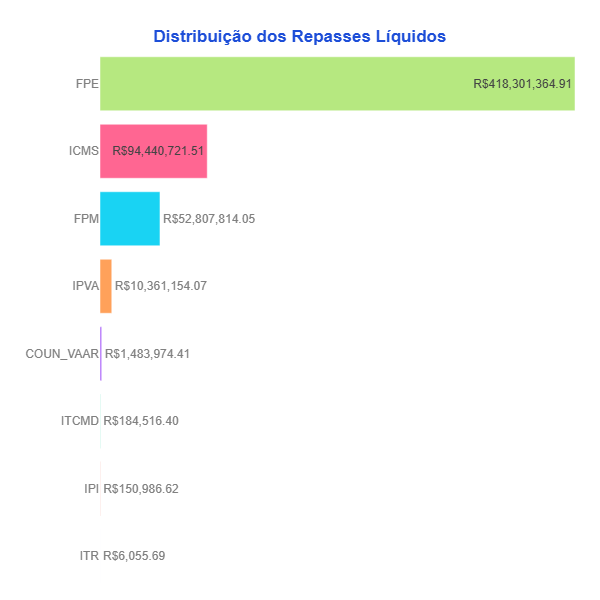 Distribuição dos Repasses Líquidos
FPE R$418,301,364.91
ICMS R$94,440,721.51
FPM R$52,807,814.05
IPVA R$10,361,154.07
COUN_VAAR R$1,483,974.41
ITCMD R$184,516.40
IPI R$150,986.62
ITR R$6,055.69